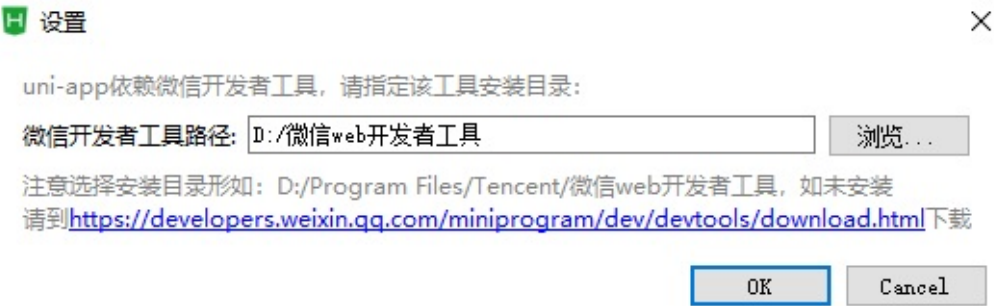 设置
uni-app依赖微信开发者工具，请指定该工具安装目录：
微信开发者工具路径: D:/微信web开发者工具 浏览...
注意选择安装目录形如：D:/Program Files/Tencent/微信web开发者工具，如未安装
请到https://developers.weixin.qq.com/miniprogram/dev/devtools/download.html下载
OK Cancel